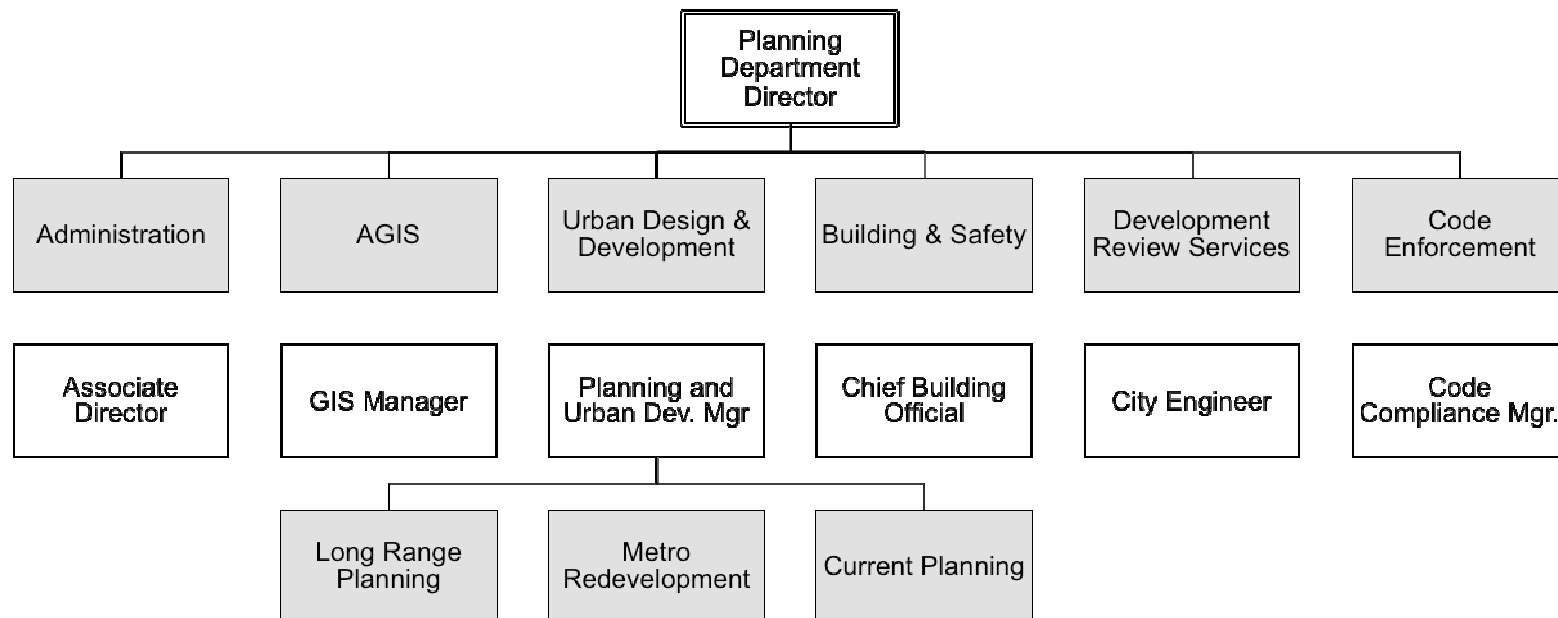 Planning
Department
Director
Administration
AGIS
Urban Design &
Development
Building & Safety
Development
Review Services
Code
Enforcement
Associate
Director
GIS Manager
Planning and
Urban Dev. Mgr
Chief Building
Official
City Engineer
Code
Compliance Mgr.
Long Range
Planning
Metro
Redevelopment
Current Planning